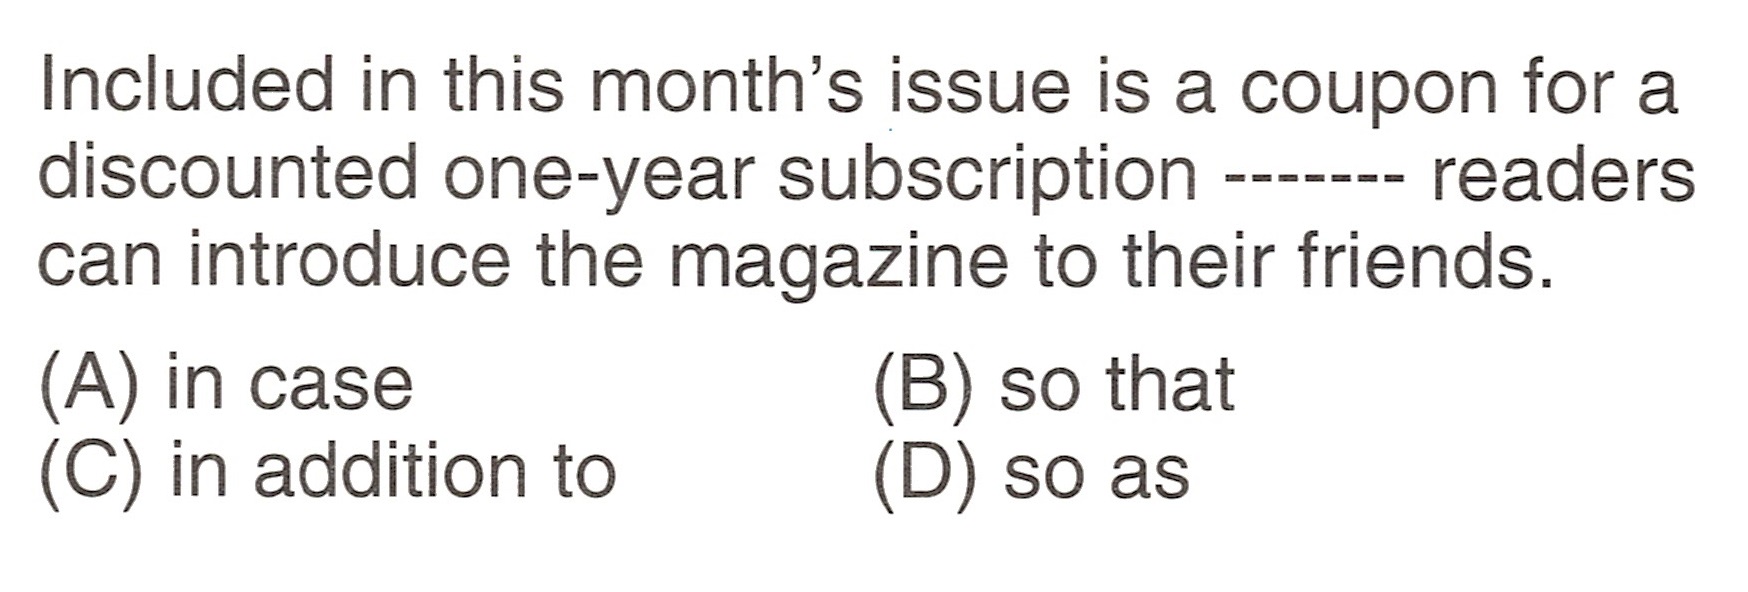 Included in this month’s issue is a coupon for a
discounted one-year subscription ------- readers
can introduce the magazine to their friends.
(A) in case (B) so that
(C) in addition to (D) so as